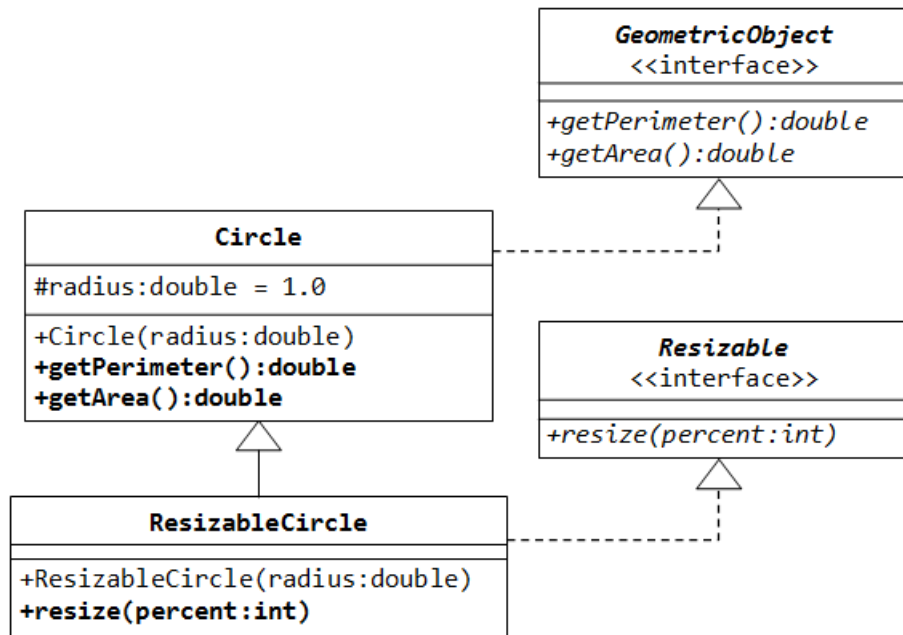 GeometricObject
<<interface>>
+getPerimeter():double
+getArea():double
Circle
#radius:double = 1.0
+Circle(radius:double)
+getPerimeter():double
+getArea():double
Resizable
<<interface>>
+resize(percent:int)
ResizableCircle
+ResizableCircle(radius:double)
+resize(percent:int)